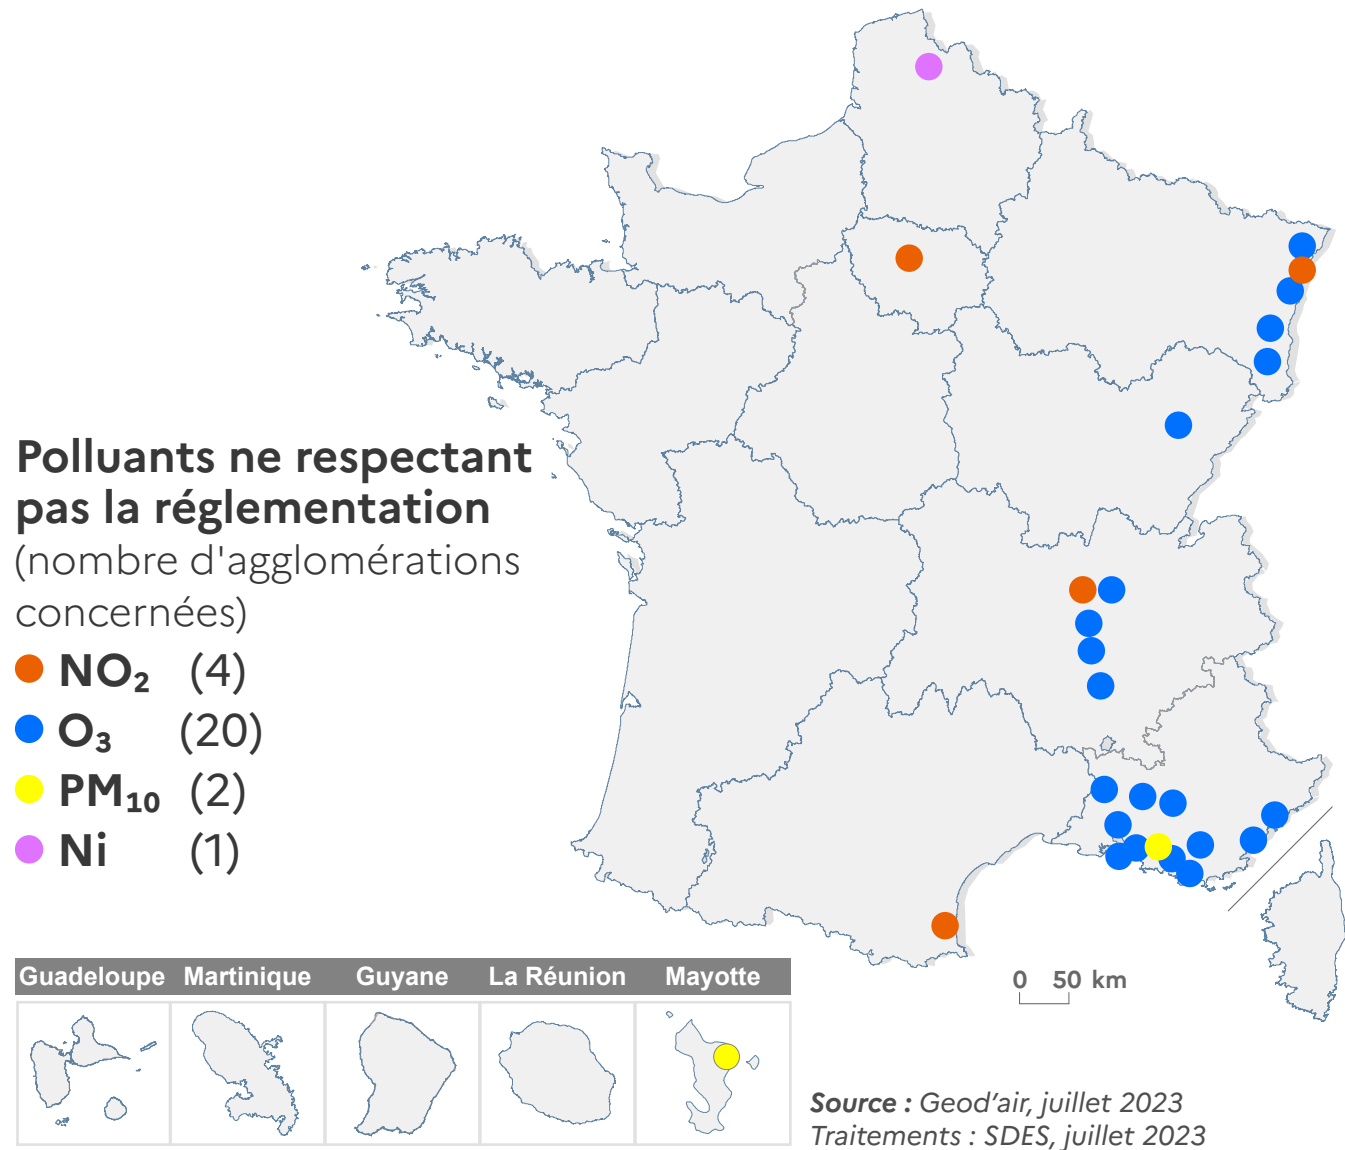 Polluants ne respectant
pas la réglementation
(nombre d'agglomérations
concernées)
NO₂ (4)
O₃ (20)
PM₁₀ (2)
Ni (1)
Guadeloupe Martinique Guyane La Réunion Mayotte
0 50 km
Source : Geod’air, juillet 2023
Traitements : SDES, juillet 2023